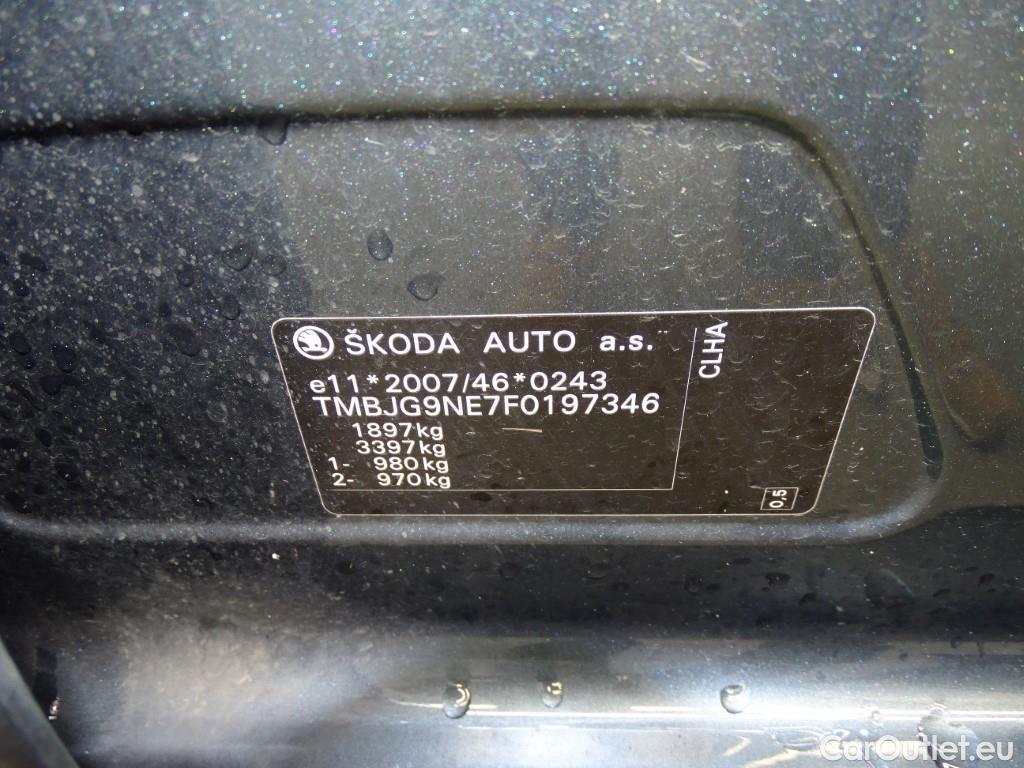 ŠKODA AUTO a.s.
e11*2007/46*0243
TMBJG9NE7F0197346
1897kg
3397kg
1- 980kg
2- 970kg
CLHA
0,5
CarOutlet.eu